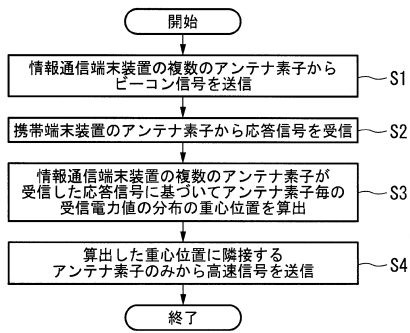 開始
情報通信端末装置の複数のアンテナ素子から
ビーコン信号を送信
S1
携帯端末装置のアンテナ素子から応答信号を受信
S2
情報通信端末装置の複数のアンテナ素子が
受信した応答信号に基づいてアンテナ素子毎の
受信電力値の分布の重心位置を算出
S3
算出した重心位置に隣接する
アンテナ素子のみから高速信号を送信
S4
終了